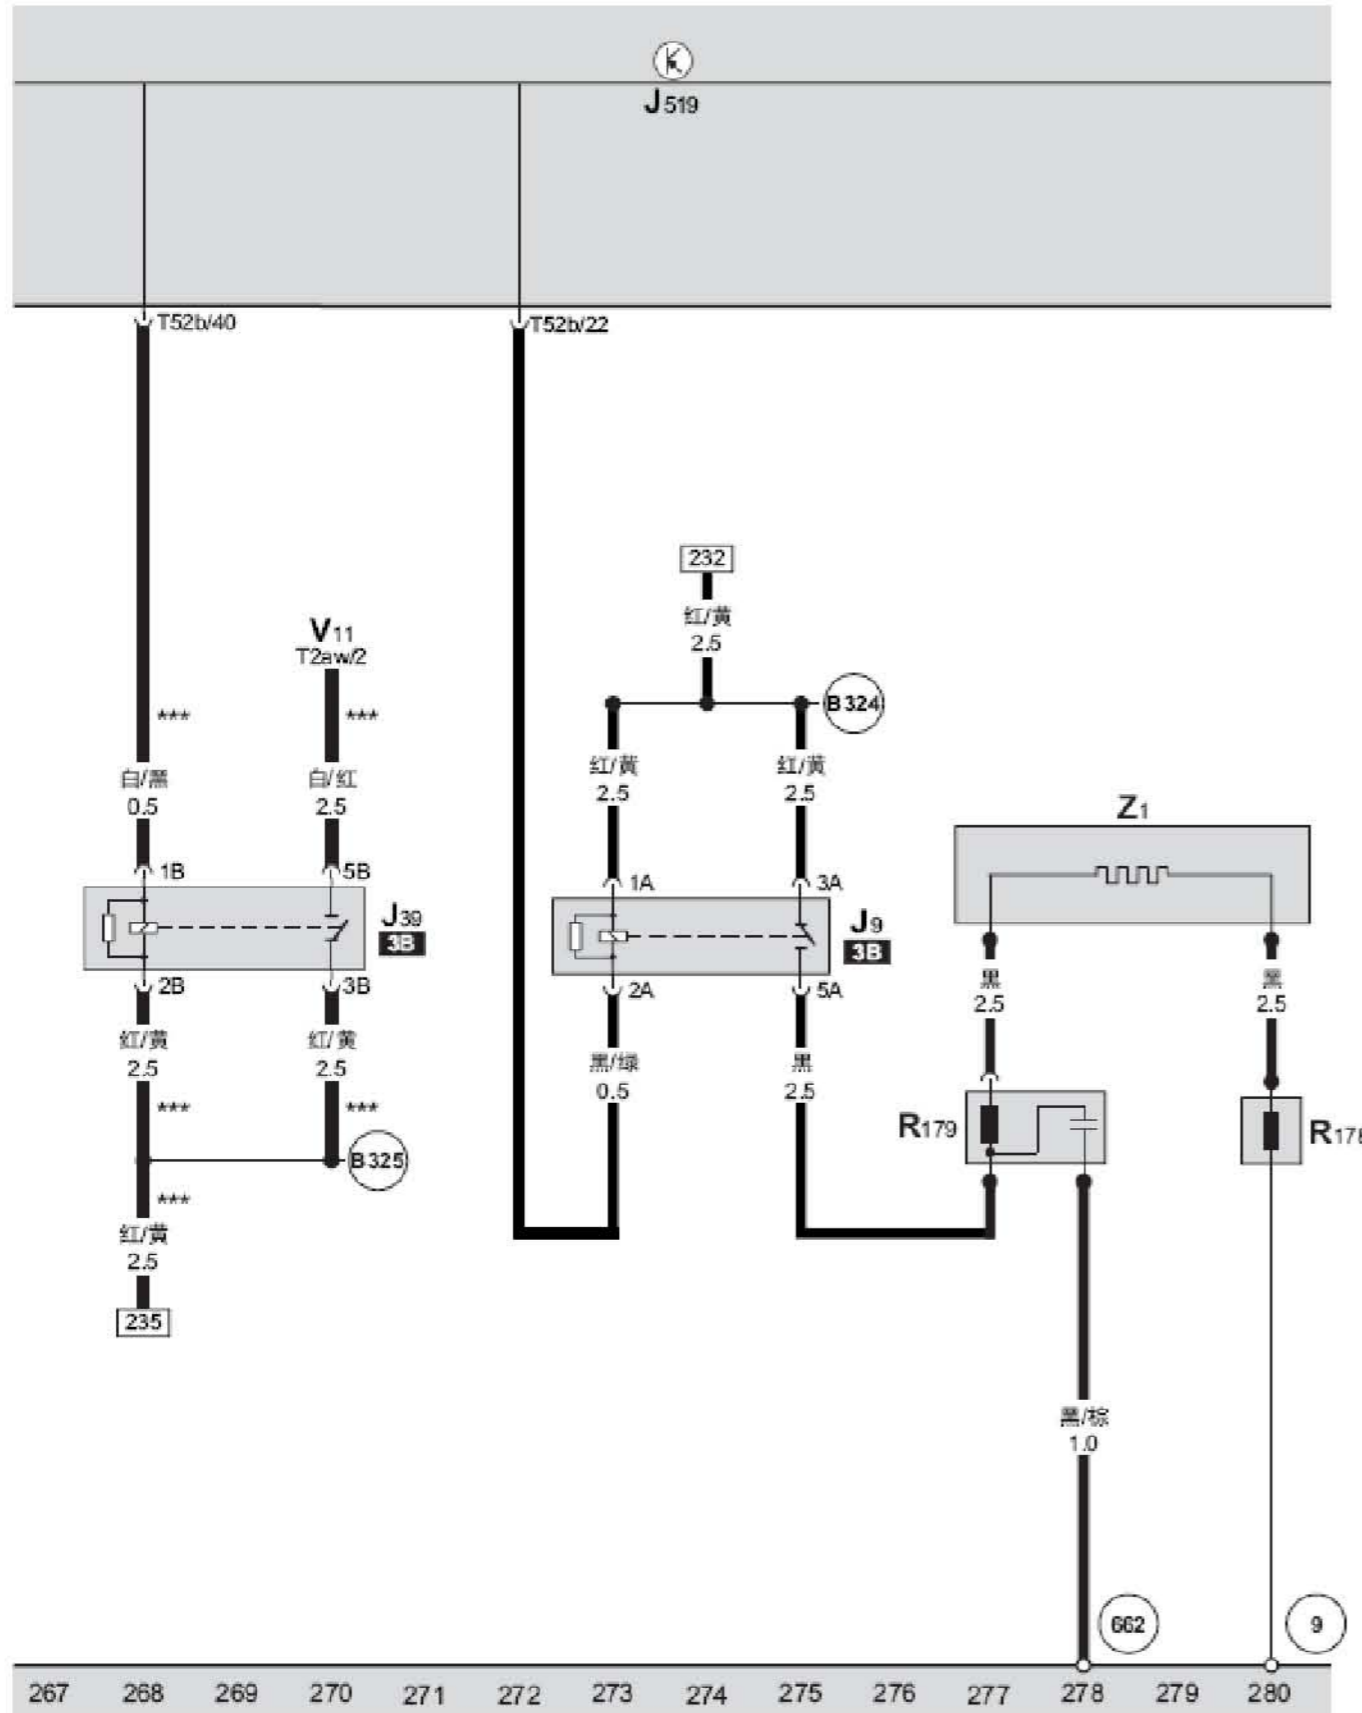 J519
T52b/40
T52b/22
232
红/黄
2.5
V11
T2aw/2
B324
***
***
白/黑
0.5
白/红
2.5
红/黄
2.5
红/黄
2.5
Z1
1B
5B
1A
3A
J39
3B
J9
3B
2B
3B
2A
5A
黑
2.5
黑
2.5
红/黄
2.5
红/黄
2.5
黑/绿
0.5
黑
2.5
***
***
R179
R178
B325
***
红/黄
2.5
235
黑/棕
1.0
662
9
267 268 269 270 271 272 273 274 275 276 277 278 279 280